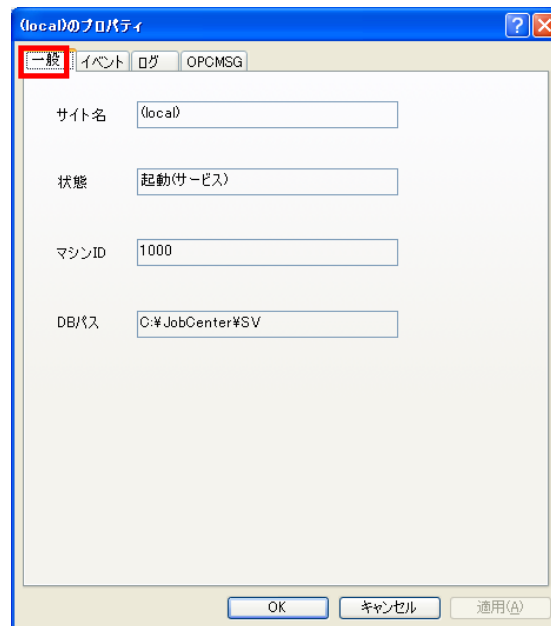 (local)のプロパティ
一般 イベント ログ OPCMSG
サイト名 (local)
状態 起動(サービス)
マシンID 1000
DBパス C:¥JobCenter¥SV
OK キャンセル 適用(A)